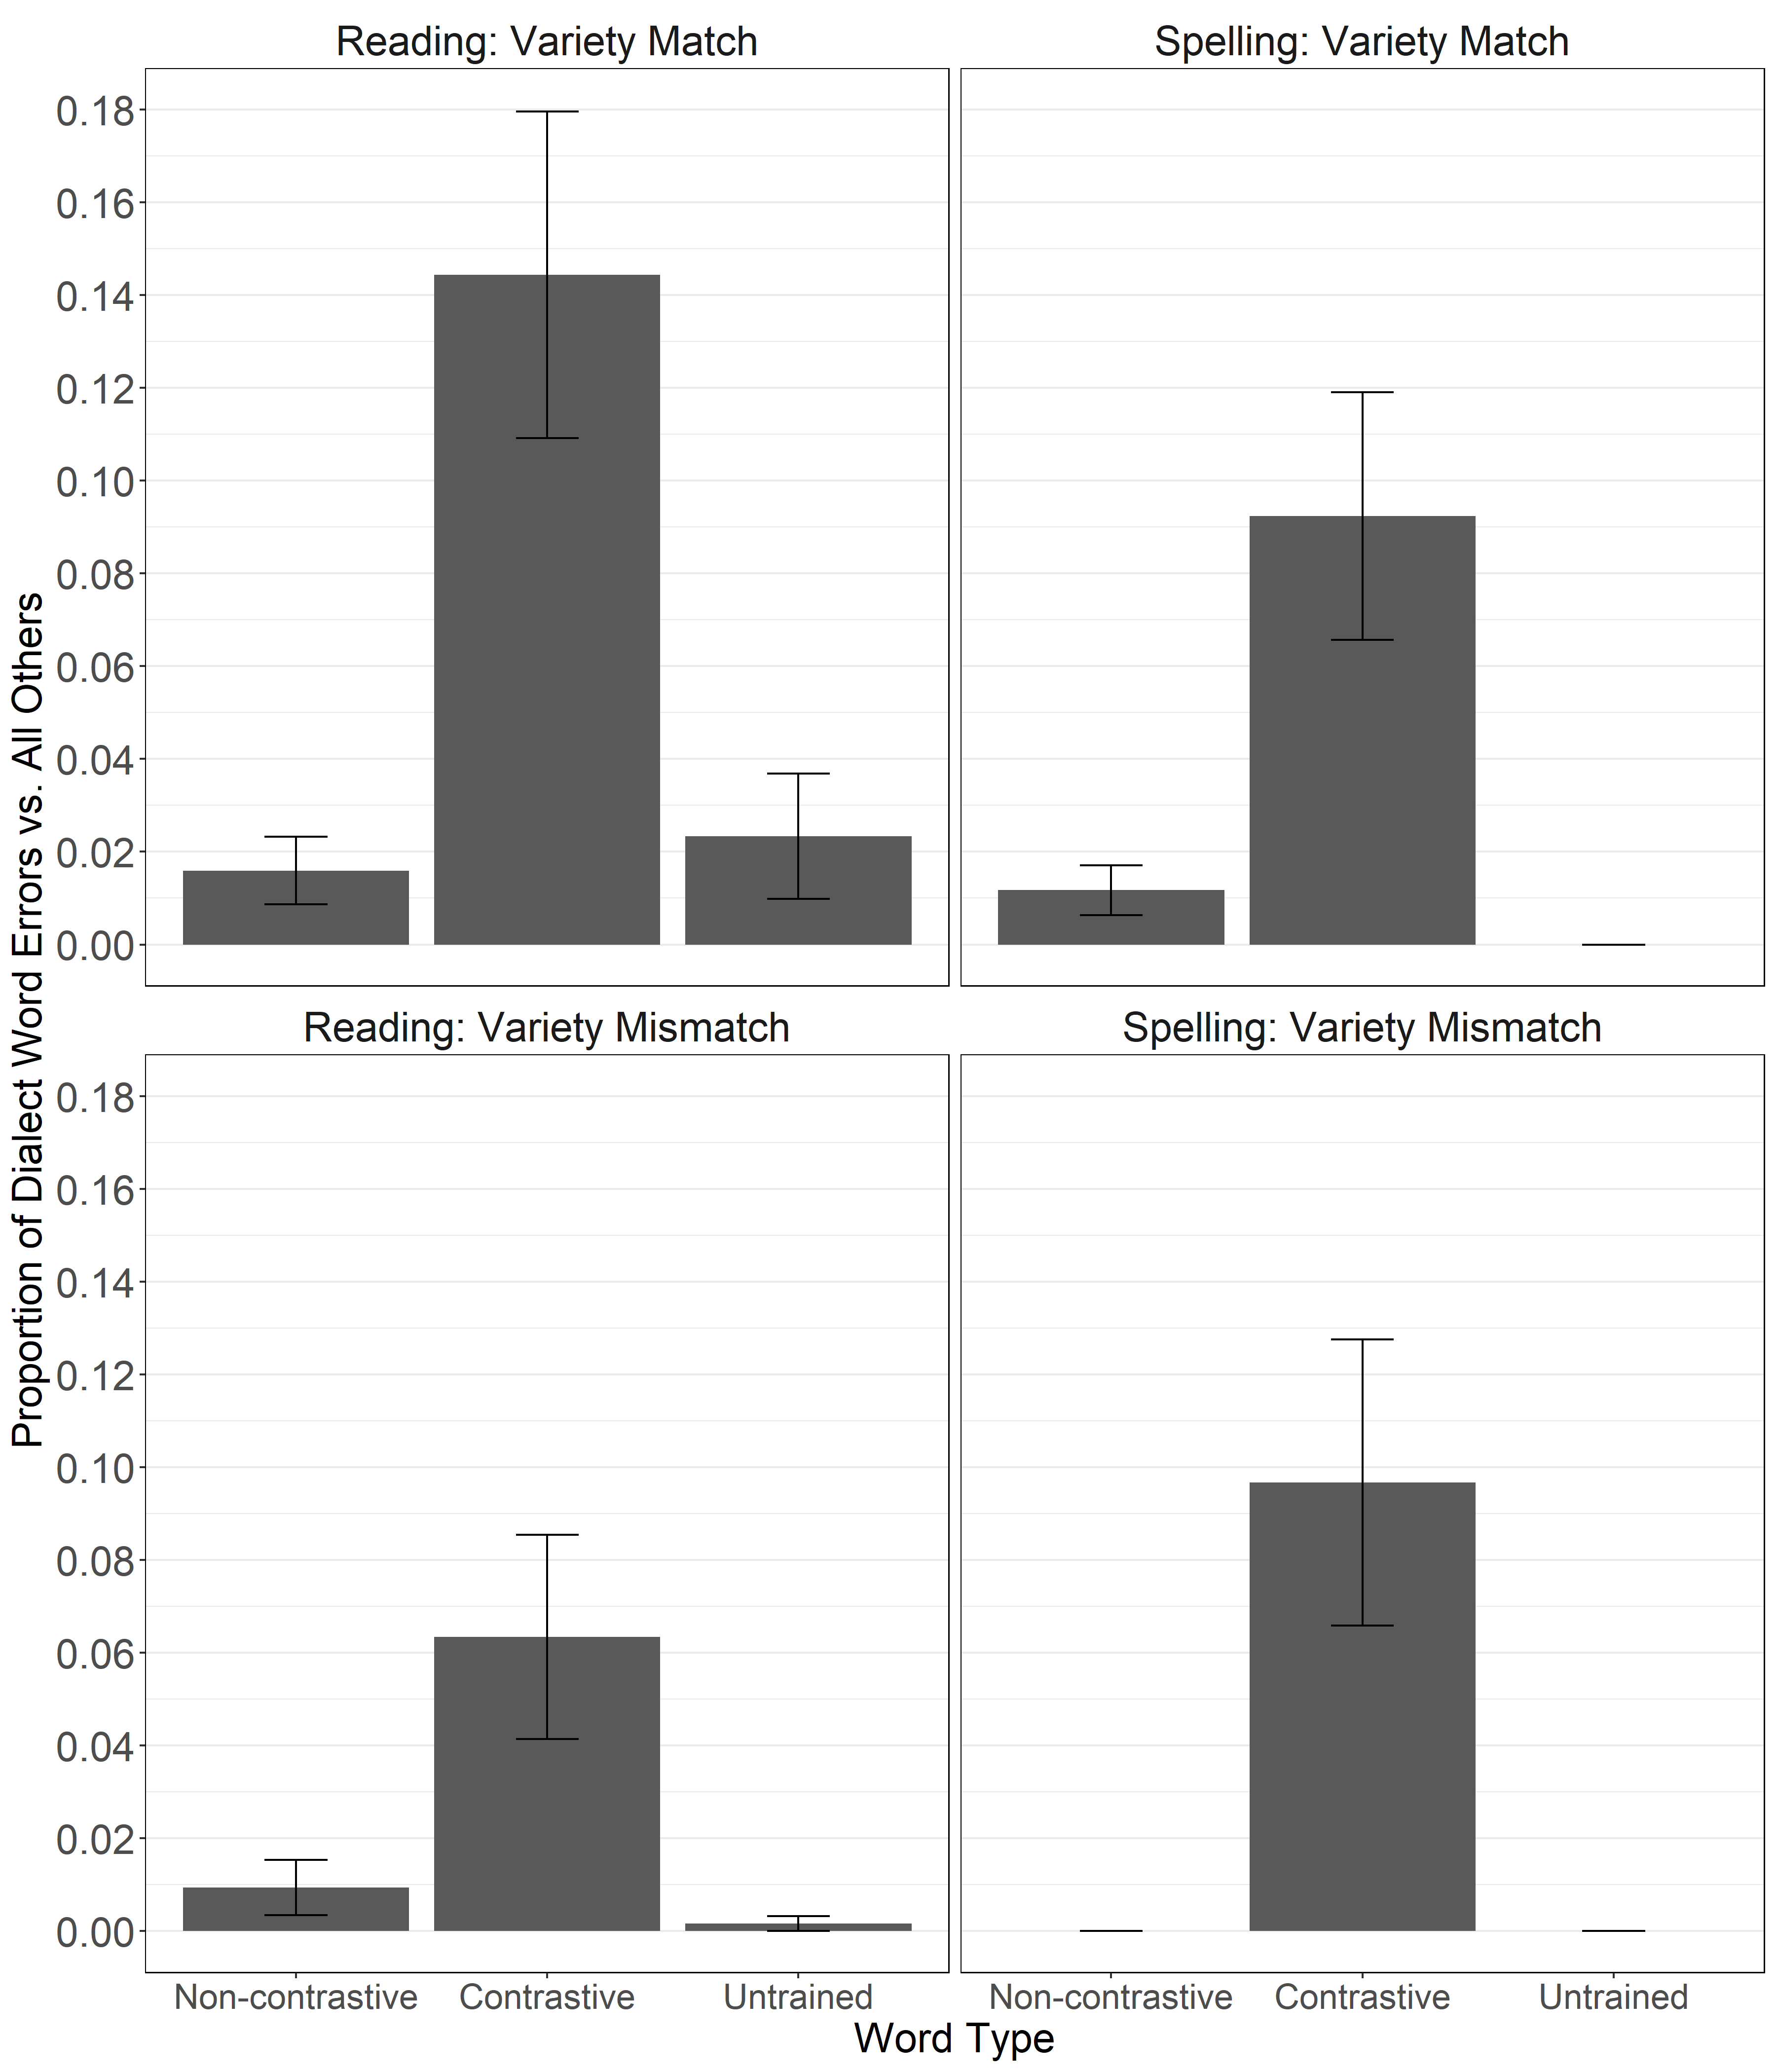 Reading: Variety Match
Spelling: Variety Match
0.18
0.16
0.14
0.12
0.10
0.08
0.06
0.04
0.02
0.00
Proportion of Dialect Word Errors vs. All Others
Reading: Variety Mismatch
Spelling: Variety Mismatch
0.18
0.16
0.14
0.12
0.10
0.08
0.06
0.04
0.02
0.00
Non-contrastive Contrastive Untrained
Non-contrastive Contrastive Untrained
Word Type